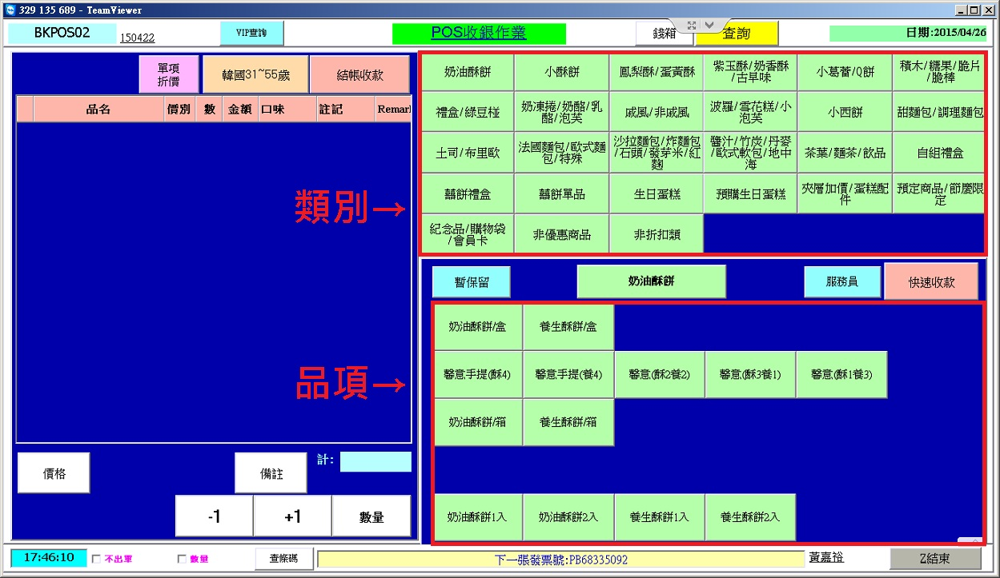 329 135 689 - TeamViewer
BKPOS02
150422
VIP查詢
POS收銀作業
錢箱
查詢
日期:2015/04/26
單項
折價
韓國31~55歲
結帳收款
品名
價別
數
金額
口味
註記
Remark
奶油酥餅
小酥餅
鳳梨酥/蛋黃酥
紫玉酥/奶香酥
/古早味
小葛蕾/Q餅
積木/糖果/脆片
/脆棒
禮盒/綠豆椪
奶凍捲/奶酪/乳
酪/泡芙
戚風/非戚風
波羅/雪花糕/小
泡芙
小西餅
甜麵包/調理麵包
土司/布里歐
法國麵包/歐式麵
包/特殊
沙拉麵包/炸麵包
/石頭/發芽米/紅
麴
醬汁/竹炭/丹麥
/歐式軟包/地中
海
茶葉/麵茶/飲品
自組禮盒
囍餅禮盒
囍餅單品
生日蛋糕
預購生日蛋糕
夾層加價/蛋糕配
件
預定商品/節慶限
定
紀念品/購物袋
/會員卡
非優惠商品
非折扣類
類別→
暫保留
奶油酥餅
服務員
快速收款
品項→
奶油酥餅/盒
養生酥餅/盒
馨意手提(酥4)
馨意手提(養4)
馨意(酥2養2)
馨意(酥3養1)
馨意(酥1養3)
奶油酥餅/箱
養生酥餅/箱
奶油酥餅1入
奶油酥餅2入
養生酥餅1入
養生酥餅2入
價格
備註
計:
-1
+1
數量
17:46:10
不出單
數量
查條碼
下一張發票號:PB68335092
黃嘉裕
Z結束